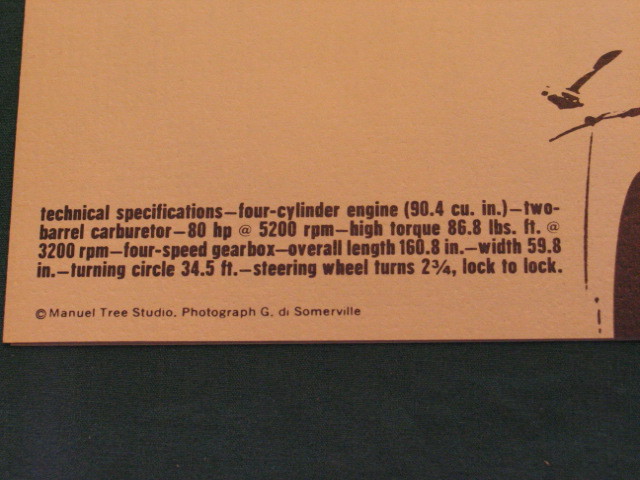 technical specifications—four-cylinder engine (90.4 cu. in.)—two-
barrel carburetor—80 hp @ 5200 rpm—high torque 86.8 lbs. ft. @
3200 rpm—four-speed gearbox—overall length 160.8 in.—width 59.8
in.—turning circle 34.5 ft.—steering wheel turns 2¾, lock to lock.
©Manuel Tree Studio. Photograph G. di Somerville